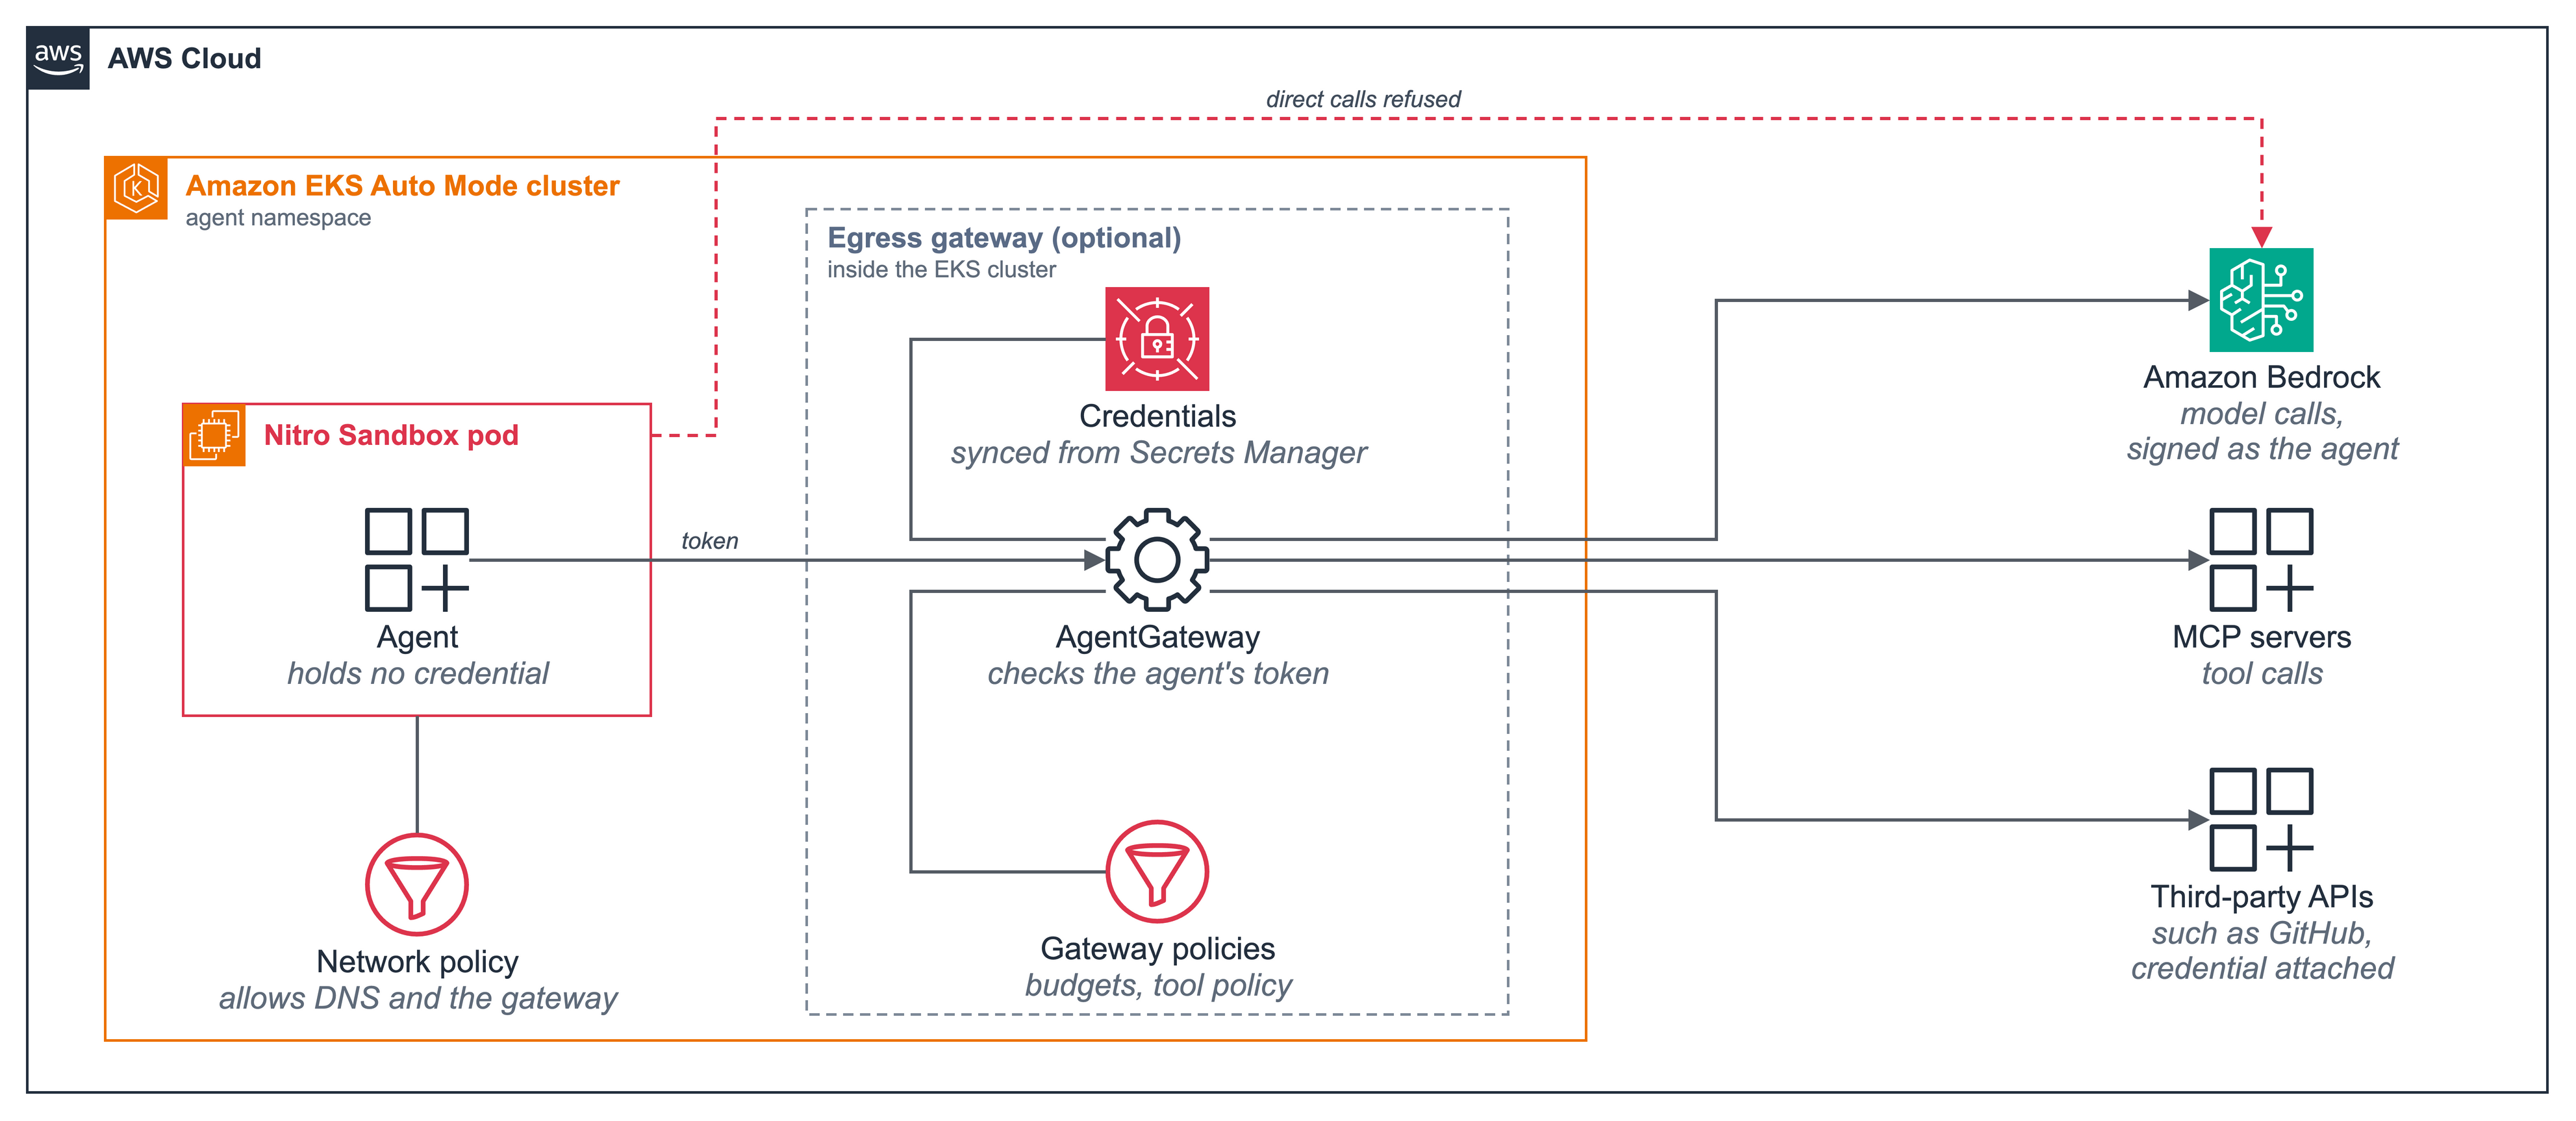 aws
AWS Cloud
direct calls refused
Amazon EKS Auto Mode cluster
agent namespace
Egress gateway (optional)
inside the EKS cluster
Credentials
synced from Secrets Manager
Amazon Bedrock
model calls,
signed as the agent
Nitro Sandbox pod
token
Agent
holds no credential
AgentGateway
checks the agent's token
MCP servers
tool calls
Network policy
allows DNS and the gateway
Gateway policies
budgets, tool policy
Third-party APIs
such as GitHub,
credential attached